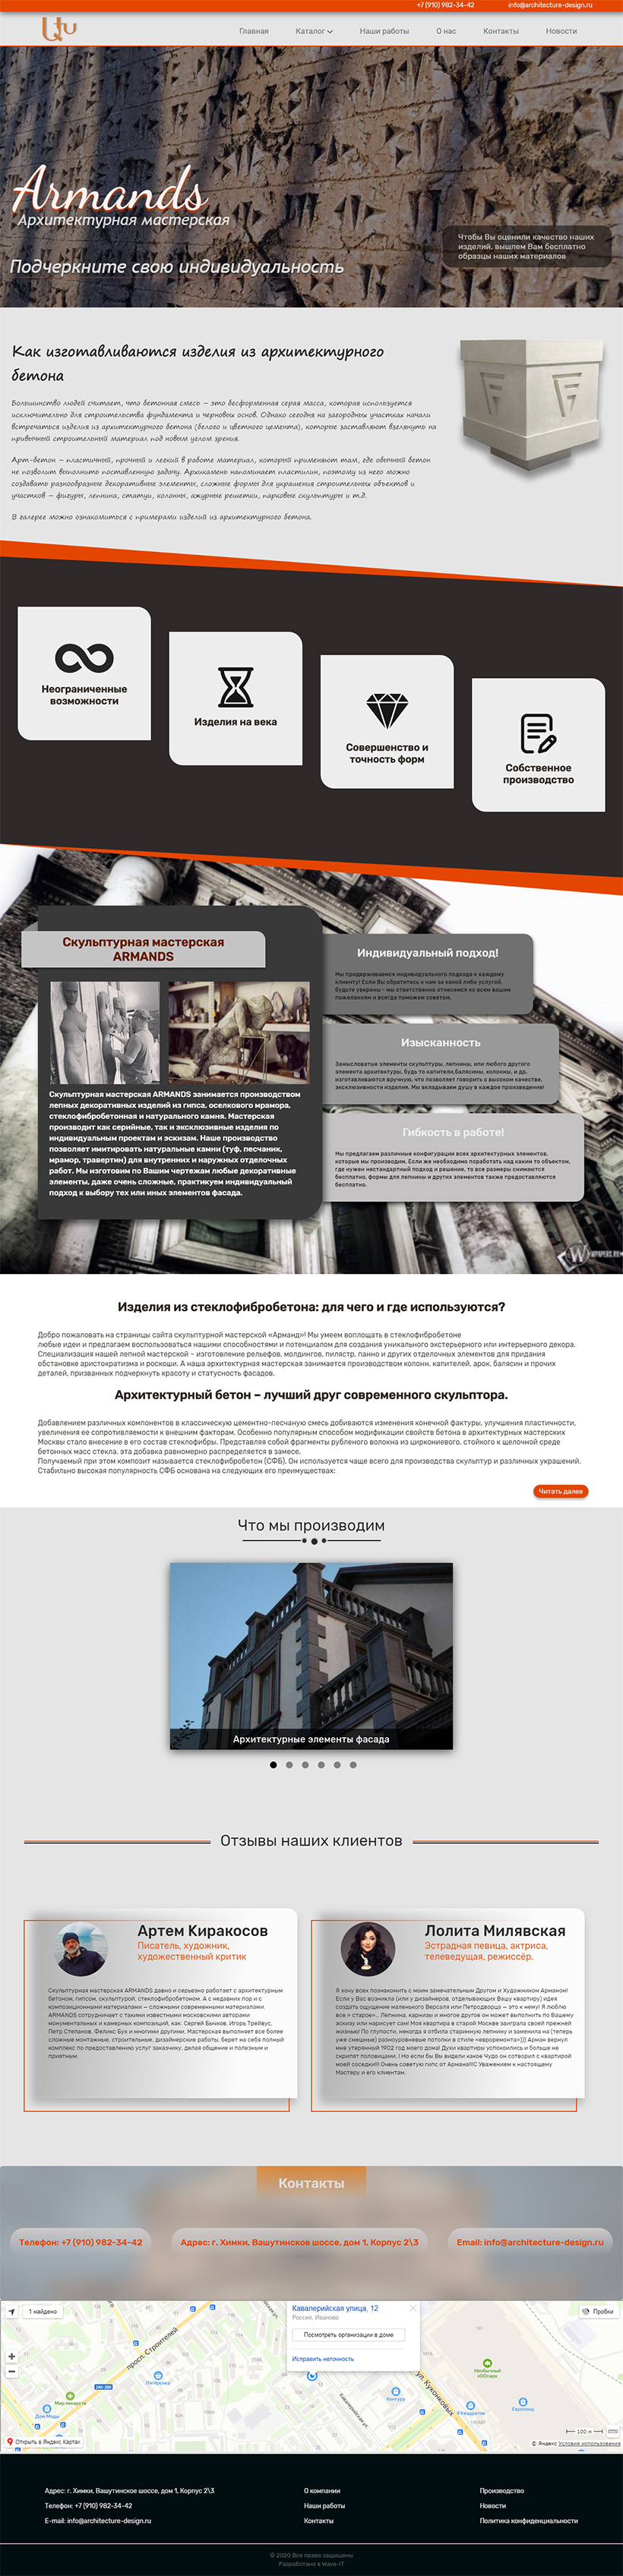 +7 (910) 982-34-42 info@architecture-design.ru
Главная Каталог Наши работы О нас Контакты Новости
Armands
Архитектурная мастерская
Подчеркните свою индивидуальность
Чтобы Вы оценили качество наших
изделий, вышлем Вам бесплатно
образцы наших материалов
Как изготавливаются изделия из архитектурного
бетона
Большинство людей считает, что бетонная смесь – это бесформенная серая масса, которая используется
исключительно для строительства фундамента и черновых основ. Однако сегодня на загородных участках начали
встречаться изделия из архитектурного бетона (белого и цветного цемента), которые заставляют взглянуть на
привычный строительный материал под новым углом зрения.
Арт-бетон – пластичный, прочный и легкий в работе материал, который применяют там, где обычный бетон
не позволит выполнить поставленную задачу. Архикамень напоминает пластилин, поэтому из него можно
создавать разнообразные декоративные элементы, сложные формы для украшения строительных объектов и
участков – фигуры, лепнина, статуи, колонны, ажурные решетки, парковые скульптуры и т.д.
В галерее можно ознакомиться с примерами изделий из архитектурного бетона.
Неограниченные
возможности
Изделия на века
Совершенство и
точность форм
Собственное
производство
Скульптурная мастерская
ARMANDS
Скульптурная мастерская ARMANDS занимается производством
лепных декоративных изделий из гипса, оселкового мрамора,
стеклофибробетона и натурального камня. Мастерская
производит как серийные, так и эксклюзивные изделия по
индивидуальным проектам и эскизам. Наше производство
позволяет имитировать натуральные камни (туф, песчаник,
мрамор, травертин) для внутренних и наружных отделочных
работ. Мы изготовим по Вашим чертежам любые декоративные
элементы, даже очень сложные, практикуем индивидуальный
подход к выбору тех или иных элементов фасада.
Индивидуальный подход!
Мы придерживаемся индивидуального подхода к каждому
клиенту! Если Вы обратитесь к нам за какой либо услугой,
будьте уверены - мы ответственно отнесемся ко всем вашим
пожеланиям и всегда поможем советом.
Изысканность
Замысловатые элементы скульптуры, лепнины, или любого другого
элемента архитектуры, будь то капители,балясины, колонны, и др.
изготавливаются вручную, что позволяет говорить о высоком качестве,
эксклюзивности изделия. Мы вкладываем душу в каждое произведение!
Гибкость в работе!
Мы предлагаем различные конфигурации всех архитектурных элементов,
которые мы производим. Если же необходимо поработать над каким то объектом,
где нужен нестандартный подход и решение, то все размеры снимаются
бесплатно, формы для лепнины и других элементов также предоставляются
бесплатно.
Изделия из стеклофибробетона: для чего и где используются?
Добро пожаловать на страницы сайта скульптурной мастерской «Арманд»! Мы умеем воплощать в стеклофибробетоне
любые идеи и предлагаем воспользоваться нашими способностями и потенциалом для создания уникального экстерьерного или интерьерного декора.
Специализация нашей лепной мастерской – изготовление рельефов, молдингов, пилястр, панно и других отделочных элементов для придания
обстановке аристократизма и роскоши. А наша архитектурная мастерская занимается производством колонн, капителей, арок, балясин и прочих
деталей, призванных подчеркнуть красоту и статусность фасадов.
Архитектурный бетон – лучший друг современного скульптора.
Добавлением различных компонентов в классическую цементно-песчаную смесь добиваются изменения конечной фактуры, улучшения пластичности,
увеличения ее сопротивляемости к внешним факторам. Особенно популярным способом модификации свойств бетона в архитектурных мастерских
Москвы стало внесение в его состав стеклофибры. Представляя собой фрагменты рубленого волокна из циркониевого, стойкого к щелочной среде
бетонных масс стекла, эта добавка равномерно распределяется в замесе.
Получаемый при этом композит называется стеклофибробетон (СФБ). Он используется чаще всего для производства скульптур и различных украшений.
Стабильно высокая популярность СФБ основана на следующих его преимуществах:
Читать далее
Что мы производим
Архитектурные элементы фасада
Отзывы наших клиентов
Артем Киракосов
Писатель, художник,
художественный критик
Скульптурная мастерская ARMANDS давно и серьезно работает с архитектурным
бетоном, гипсом, скульптурой, стеклофибробетоном. А с недавних пор и с
композиционными материалами — сложными современными материалами.
ARMANDS сотрудничает с такими известными московскими авторами
монументальных и камерных композиций, как: Сергей Бычков, Игорь Трейвус,
Петр Степанов, Феликс Бух и многими другими. Мастерская выполняет все более
сложные монтажные, строительные, дизайнерские работы, берет на себя полный
комплекс по предоставлению услуг заказчику, делая общение и полезным и
приятным.
Лолита Милявская
Эстрадная певица, актриса,
телеведущая, режиссёр.
Я хочу всех познакомить с моим замечательным Другом и Художником Арманом!
Если у Вас возникла (или у дизайнеров, отделывающих Вашу квартиру) идея
создать ощущение маленького Версаля или Петродворца — это к нему! Я люблю
все » старое»… Лепнина, карнизы, розетки, фрески итд-все он может выполнить по Вашему
эскизу или нарисует сам! Моя квартира в старой Москве заиграла своей прежней
жизнью! По глупости, некогда я отбила старинную лепнину и заменила на (теперь
уже смешные) разноуровневые потолки в стиле «евроремонта»))) Арман вернул
мне утерянный 1902 год моего дома! Духи квартиры успокоились и больше не
скрипят половицами..! Но если бы Вы видели какое Чудо он сотворил с квартирой
моей соседки!!! Очень советую гипс от Армана!!!С Уважением к настоящему
Мастеру и его клиентам.
Контакты
Телефон: +7 (910) 982-34-42
Адрес: г. Химки, Вашутинское шоссе, дом 1, Корпус 2\3
Email: info@architecture-design.ru
1 найдено
Кавалерийская улица, 12
Россия, Иваново
Посмотреть организации в доме
Исправить неточность
Пробки
просп. Строителей
Пятёрочка
Мир лекарств
Дом Моды
24К-200
Кавалерийская ул.
Кенгуру
ул. Куконковых
Квадратов
Необычный
зООпарк
Евросэнд
100 м
Открыть в Яндекс.Картах
© Яндекс Условия использования
Адрес: г. Химки, Вашутинское шоссе, дом 1, Корпус 2\3
Телефон: +7 (910) 982-34-42
E-mail: info@architecture-design.ru
О компании
Наши работы
Контакты
Производство
Новости
Политика конфиденциальности
© 2020 Все права защищены
Разработано в Wave-IT